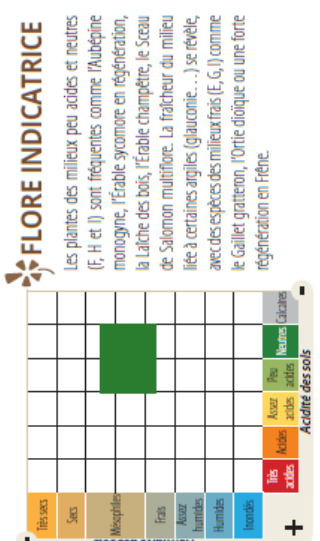 FLORE INDICATRICE
Les plantes des milieux peu acides et neutres
(F, H et I) sont fréquentes comme l'Aubépine
monogyne, l'Érable sycomore en régénération,
la Laîche des bois, l'Érable champêtre, le Sceau
de Salomon multiflore. La fraîcheur du milieu
liée à certaines argiles (glauconie...) se révèle,
avec des espèces des milieux frais (E, G, I) comme
le Gaillet gratteron, l'Ortie dioïque ou une forte
régénération en Frêne.
Très secs
Secs
Mésophiles
Frais
Assez
humides
Humides
Inondés
Très
acides
Acides
Assez
acides
Peu
acides
Neutres
Calcaires
+
-
Acidité des sols